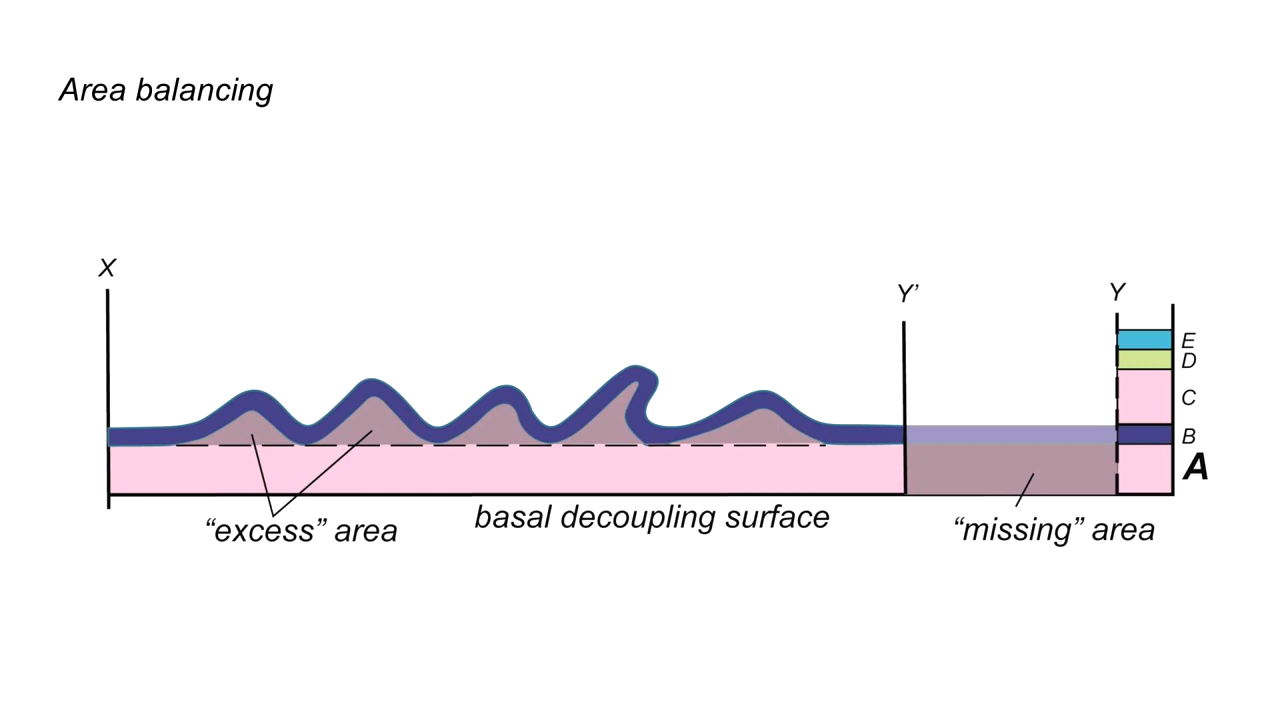 Area balancing
X
Y’
Y
E
D
C
B
A
“excess” area
basal decoupling surface
“missing” area